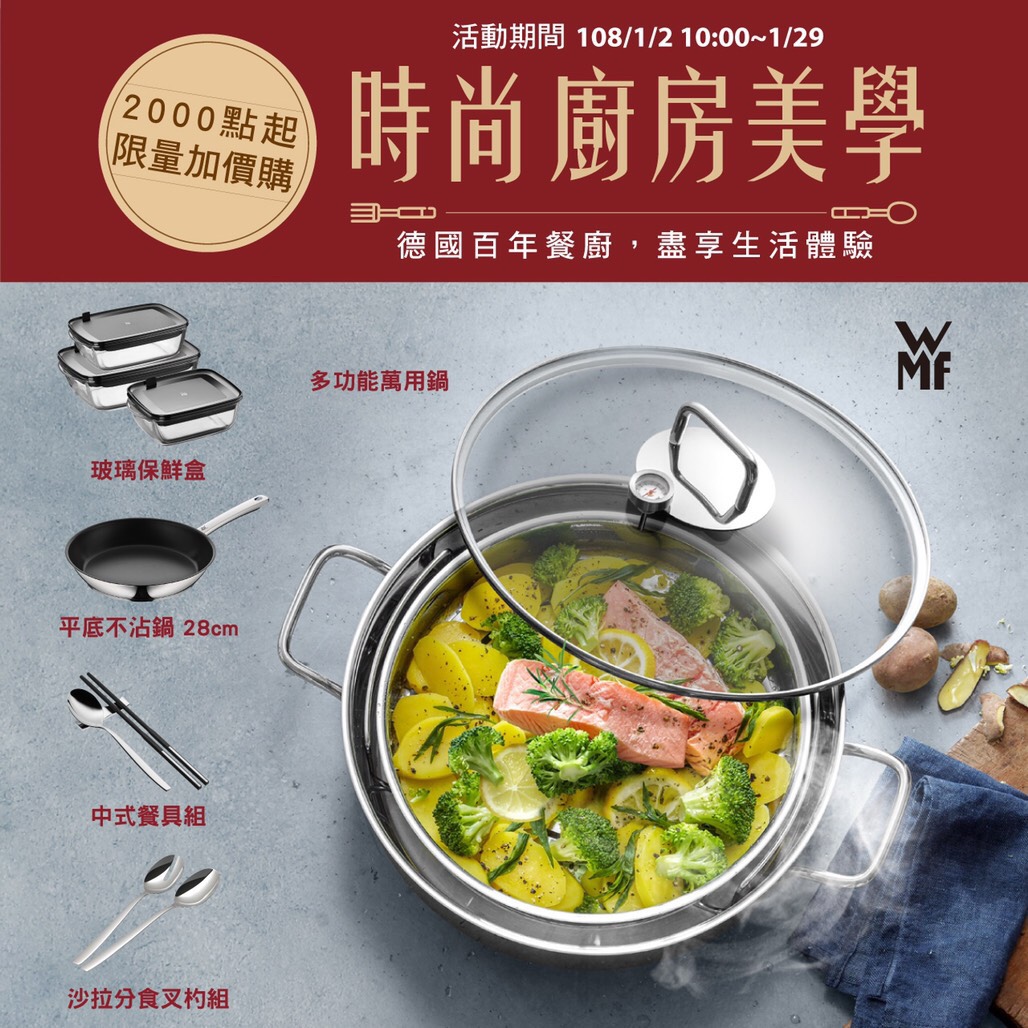 活動期間 108/1/2 10:00~1/29
2000點起
限量加價購
時尚廚房美學
德國百年餐廚，盡享生活體驗
WMF
多功能萬用鍋
玻璃保鮮盒
平底不沾鍋 28cm
中式餐具組
沙拉分食叉杓組